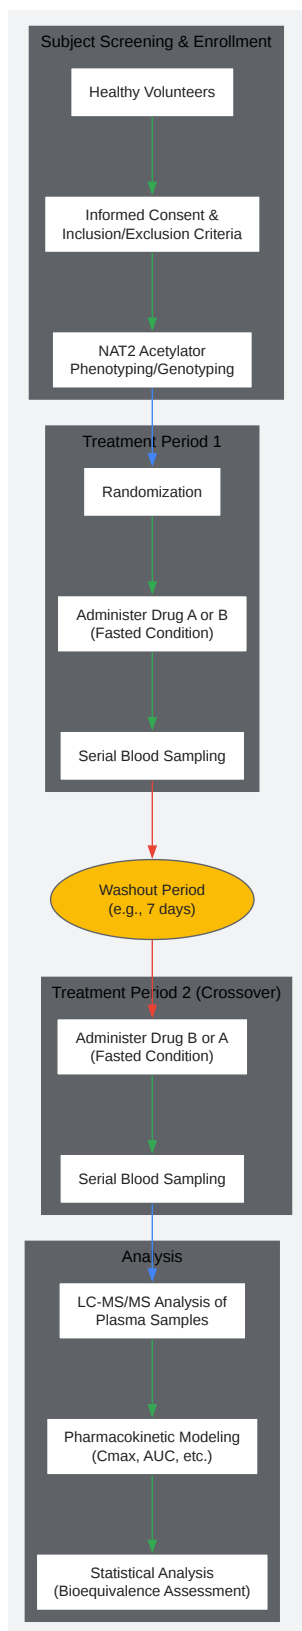 Subject Screening & Enrollment
Healthy Volunteers
Informed Consent &
Inclusion/Exclusion Criteria
NAT2 Acetylator
Phenotyping/Genotyping
Treatment Period 1
Randomization
Administer Drug A or B
(Fasted Condition)
Serial Blood Sampling
Washout Period
(e.g., 7 days)
Treatment Period 2 (Crossover)
Administer Drug B or A
(Fasted Condition)
Serial Blood Sampling
Analysis
LC-MS/MS Analysis of
Plasma Samples
Pharmacokinetic Modeling
(Cmax, AUC, etc.)
Statistical Analysis
(Bioequivalence Assessment)